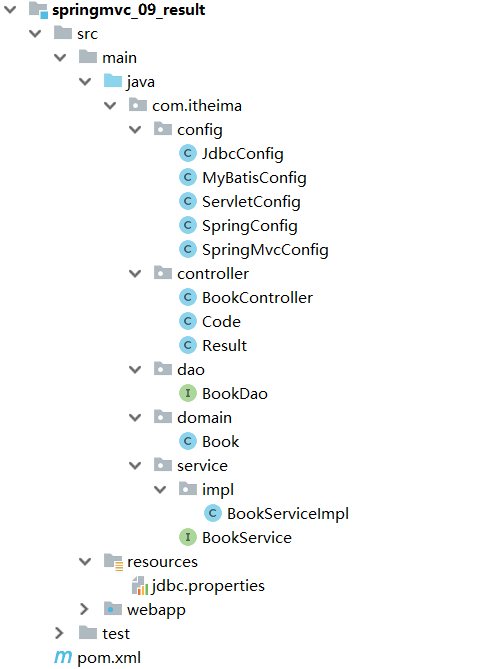 springmvc_09_result
src
main
java
com.itheima
config
JdbcConfig
MyBatisConfig
ServletConfig
SpringConfig
SpringMvcConfig
controller
BookController
Code
Result
dao
BookDao
domain
Book
service
impl
BookServiceImpl
BookService
resources
jdbc.properties
webapp
test
pom.xml